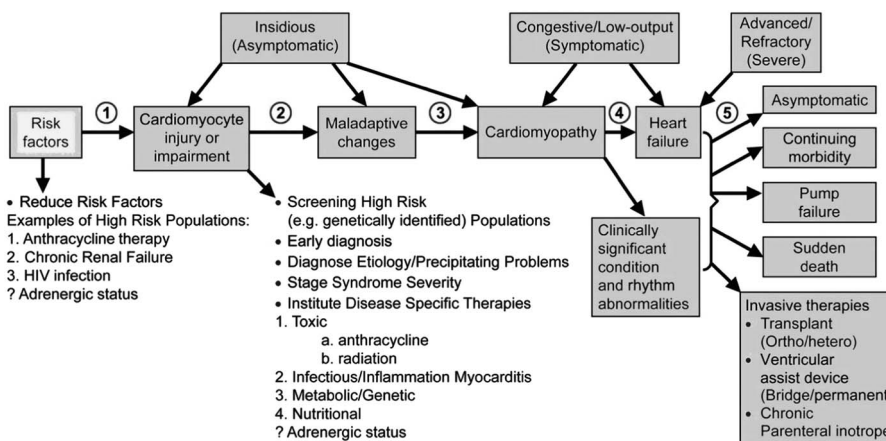 Insidious
(Asymptomatic)
Congestive/Low-output
(Symptomatic)
Advanced/
Refractory
(Severe)
Risk
factors
1
Cardiomyocyte
injury or
impairment
2
Maladaptive
changes
3
Cardiomyopathy
4
Heart
failure
5
Asymptomatic
Continuing
morbidity
Pump
failure
Sudden
death
• Reduce Risk Factors
Examples of High Risk Populations:
1. Anthracycline therapy
2. Chronic Renal Failure
3. HIV infection
? Adrenergic status
• Screening High Risk
(e.g. genetically identified) Populations
• Early diagnosis
• Diagnose Etiology/Precipitating Problems
• Stage Syndrome Severity
• Institute Disease Specific Therapies
1. Toxic
a. anthracycline
b. radiation
2. Infectious/Inflammation Myocarditis
3. Metabolic/Genetic
4. Nutritional
? Adrenergic status
Clinically
significant
condition
and rhythm
abnormalities
Invasive therapies
• Transplant
(Ortho/hetero)
• Ventricular
assist device
(Bridge/permanent
• Chronic
Parenteral inotrope